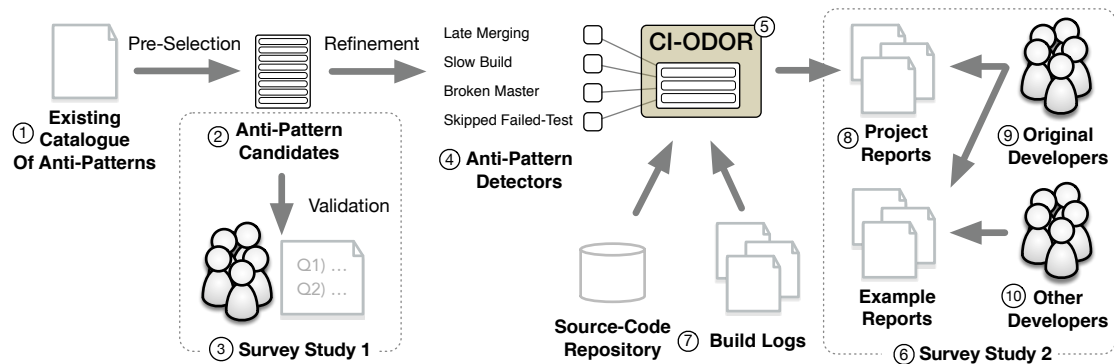 Pre-Selection
Refinement
① Existing
Catalogue
Of Anti-Patterns
② Anti-Pattern
Candidates
Validation
Q1) ...
Q2) ...
③ Survey Study 1
Late Merging
Slow Build
Broken Master
Skipped Failed-Test
④ Anti-Pattern
Detectors
CI-ODOR ⑤
Source-Code
Repository
⑦ Build Logs
⑧ Project
Reports
⑨ Original
Developers
Example
Reports
⑩ Other
Developers
⑥ Survey Study 2